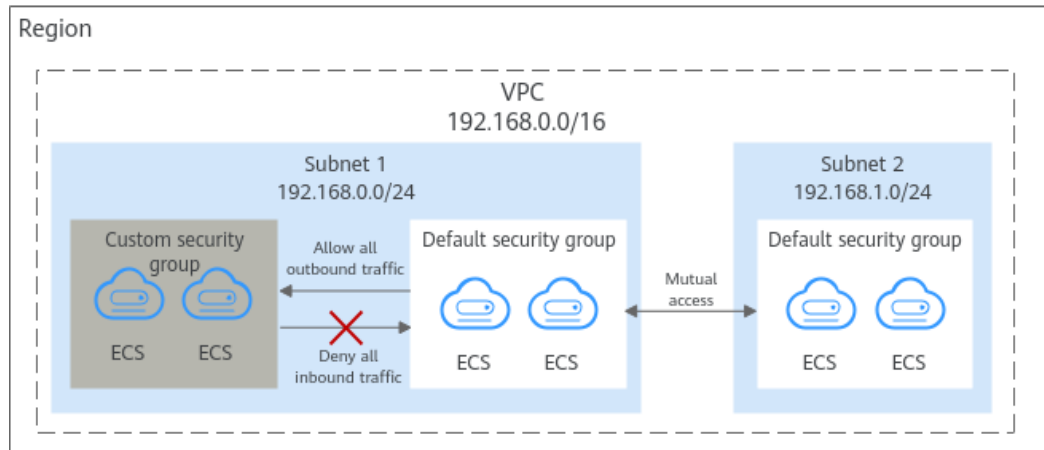 Region
VPC
192.168.0.0/16
Subnet 1
192.168.0.0/24
Custom security
group
ECS
ECS
Allow all
outbound traffic
Deny all
inbound traffic
Default security group
ECS
ECS
Mutual
access
Subnet 2
192.168.1.0/24
Default security group
ECS
ECS